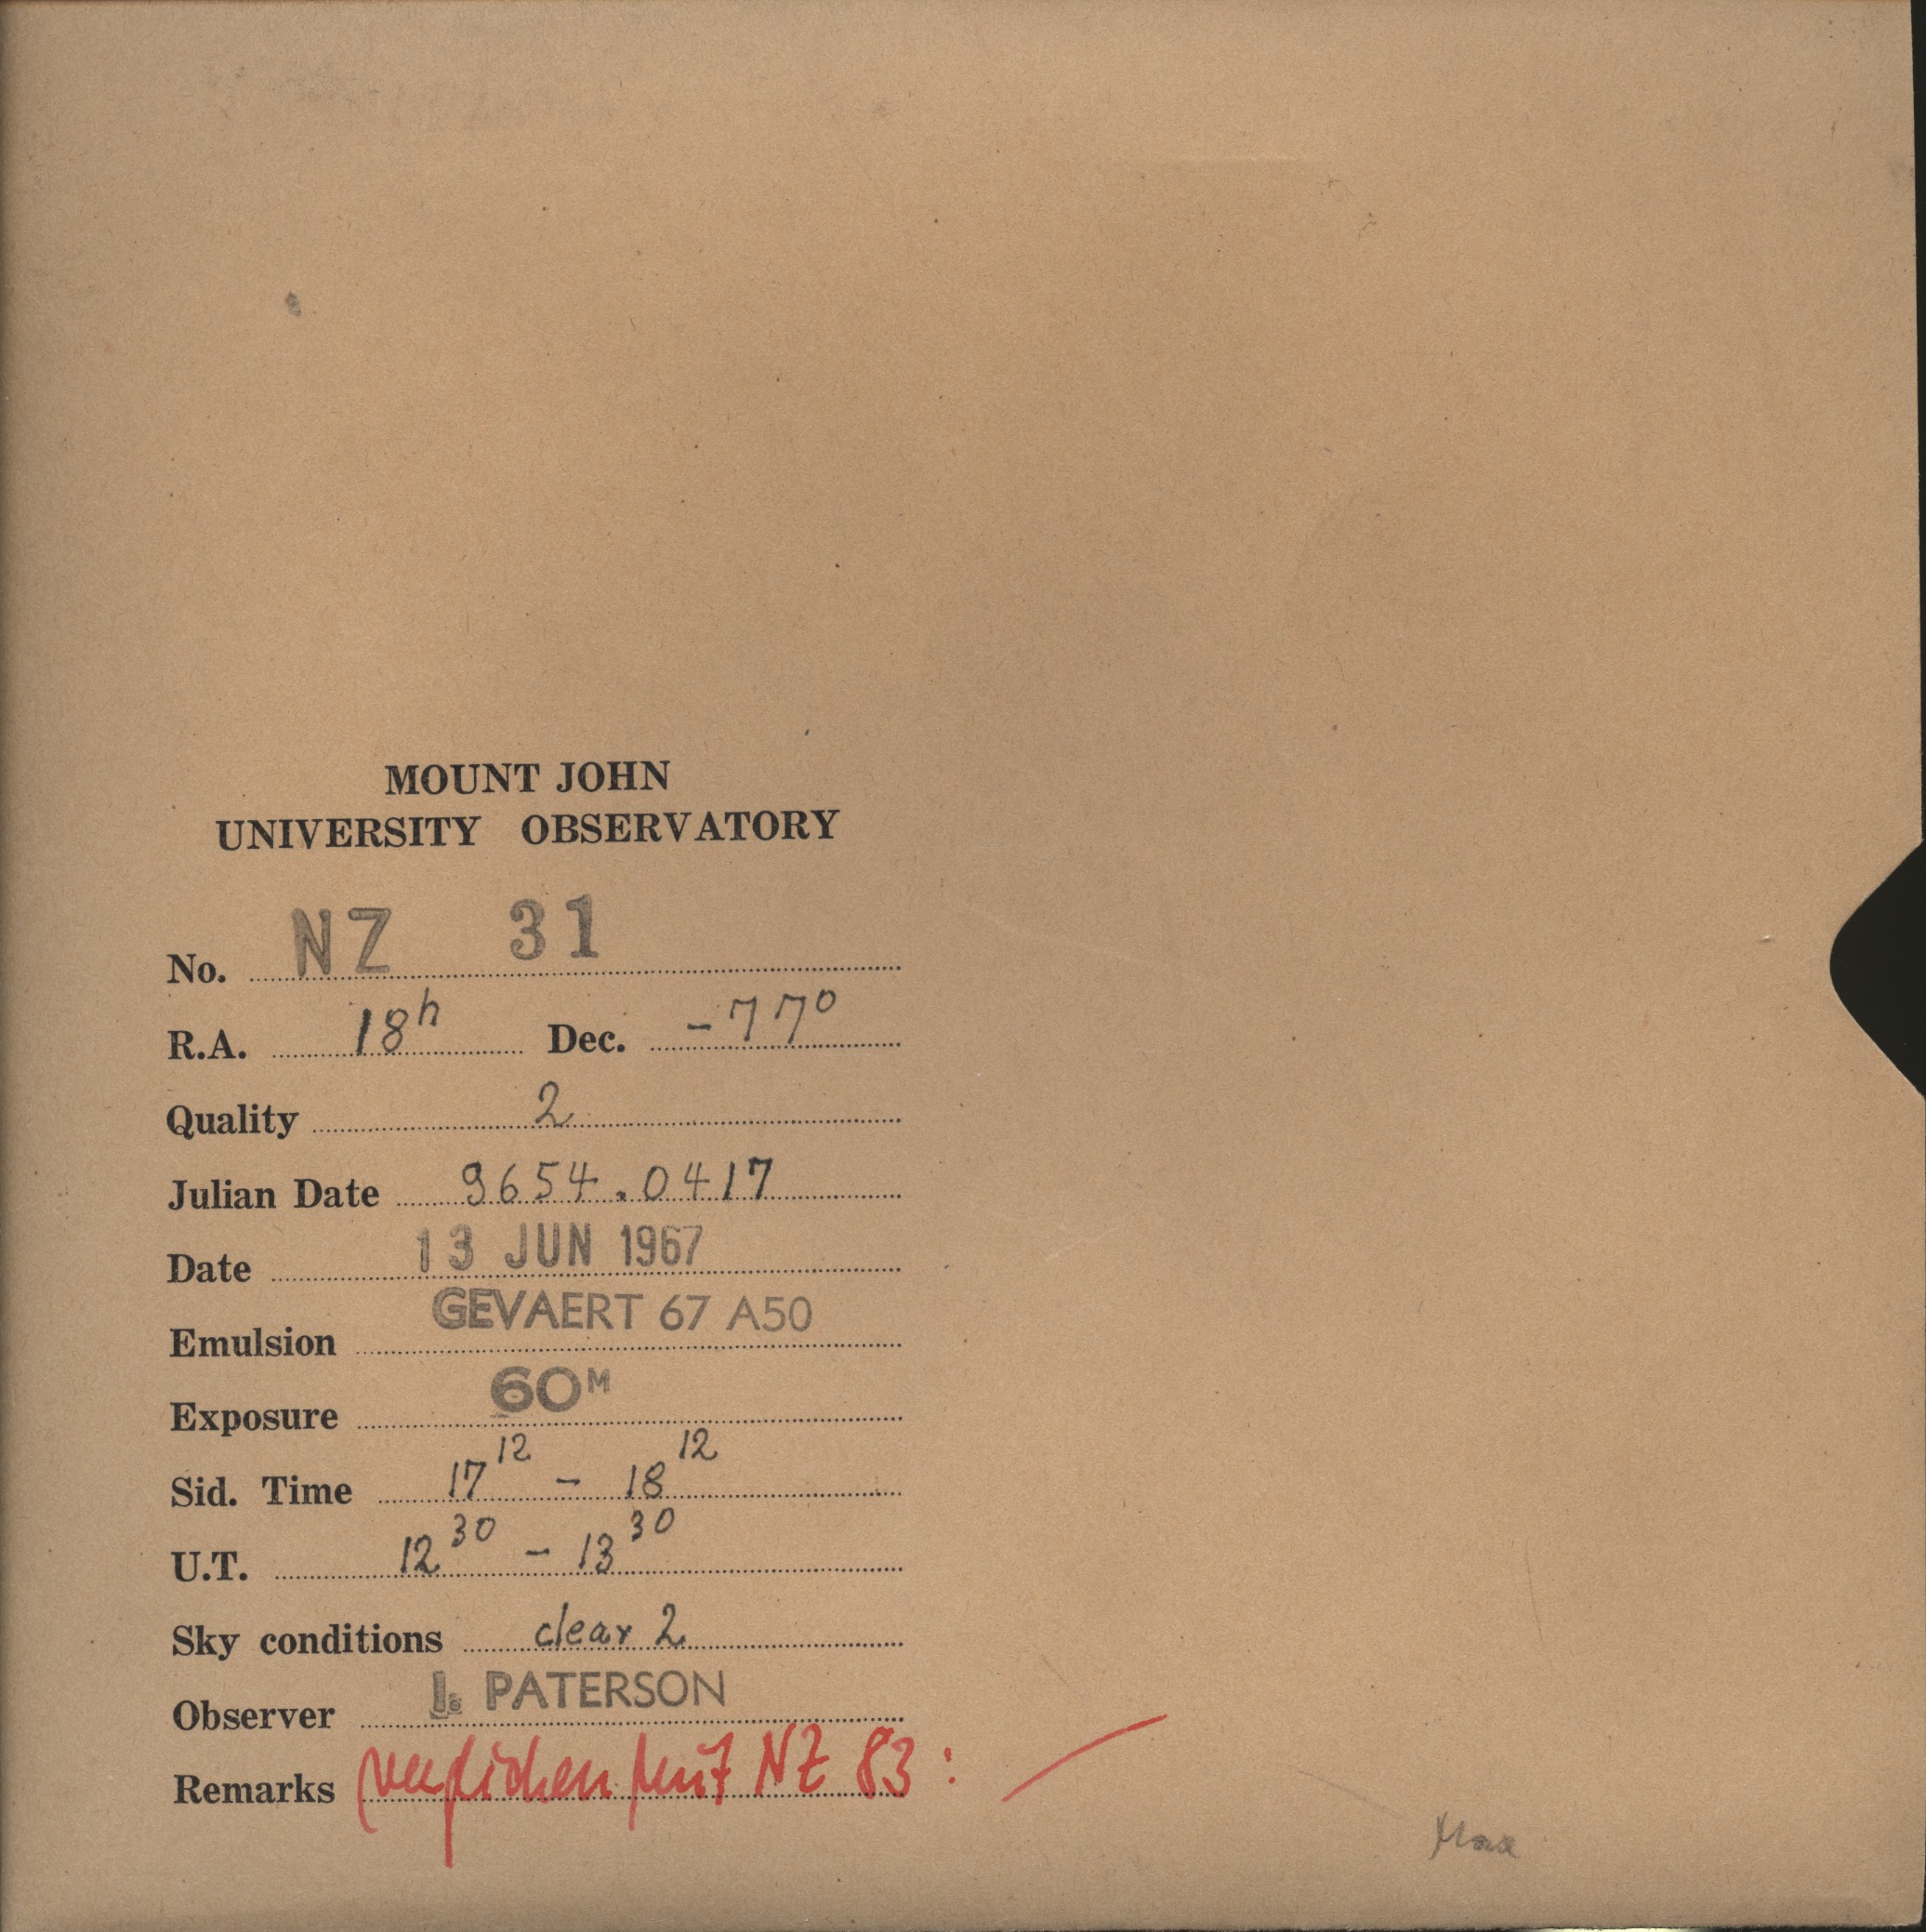 MOUNT JOHN
UNIVERSITY OBSERVATORY
No. NZ 31
R.A. 18h Dec. -77°
Quality 2
Julian Date 9654.0417
Date 13 JUN 1967
Emulsion GEVAERT 67 A50
Exposure 60M
Sid. Time 17 12 - 18 12
U.T. 12 30 - 13 30
Sky conditions clear 2
Observer J. PATERSON
Remarks verglichen mit NZ 83: —